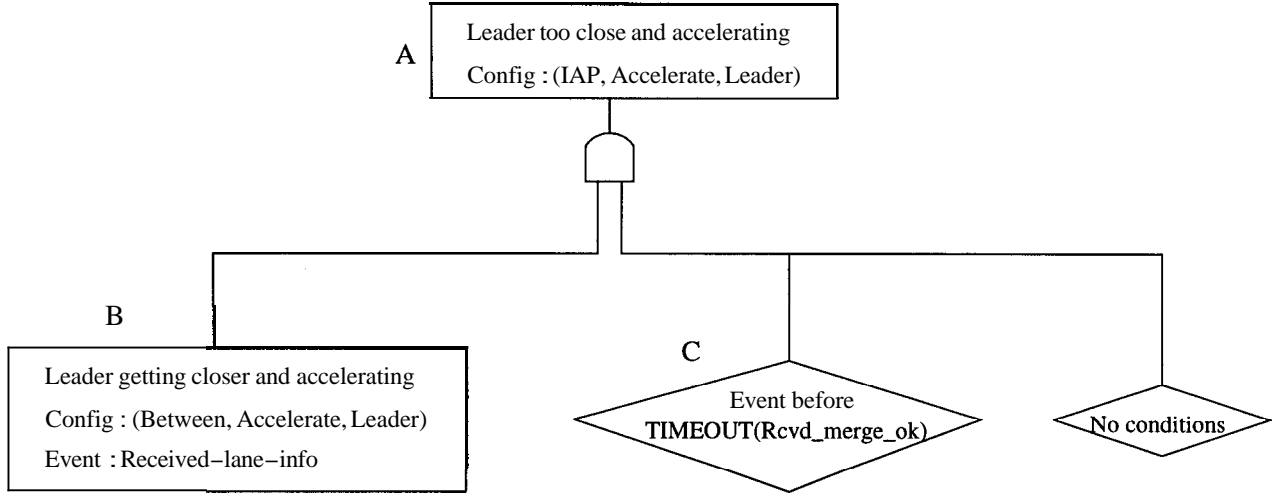 A
Leader too close and accelerating
Config : (IAP, Accelerate, Leader)
B
Leader getting closer and accelerating
Config : (Between, Accelerate, Leader)
Event : Received-lane-info
C
Event before
TIMEOUT(Rcvd_merge_ok)
No conditions